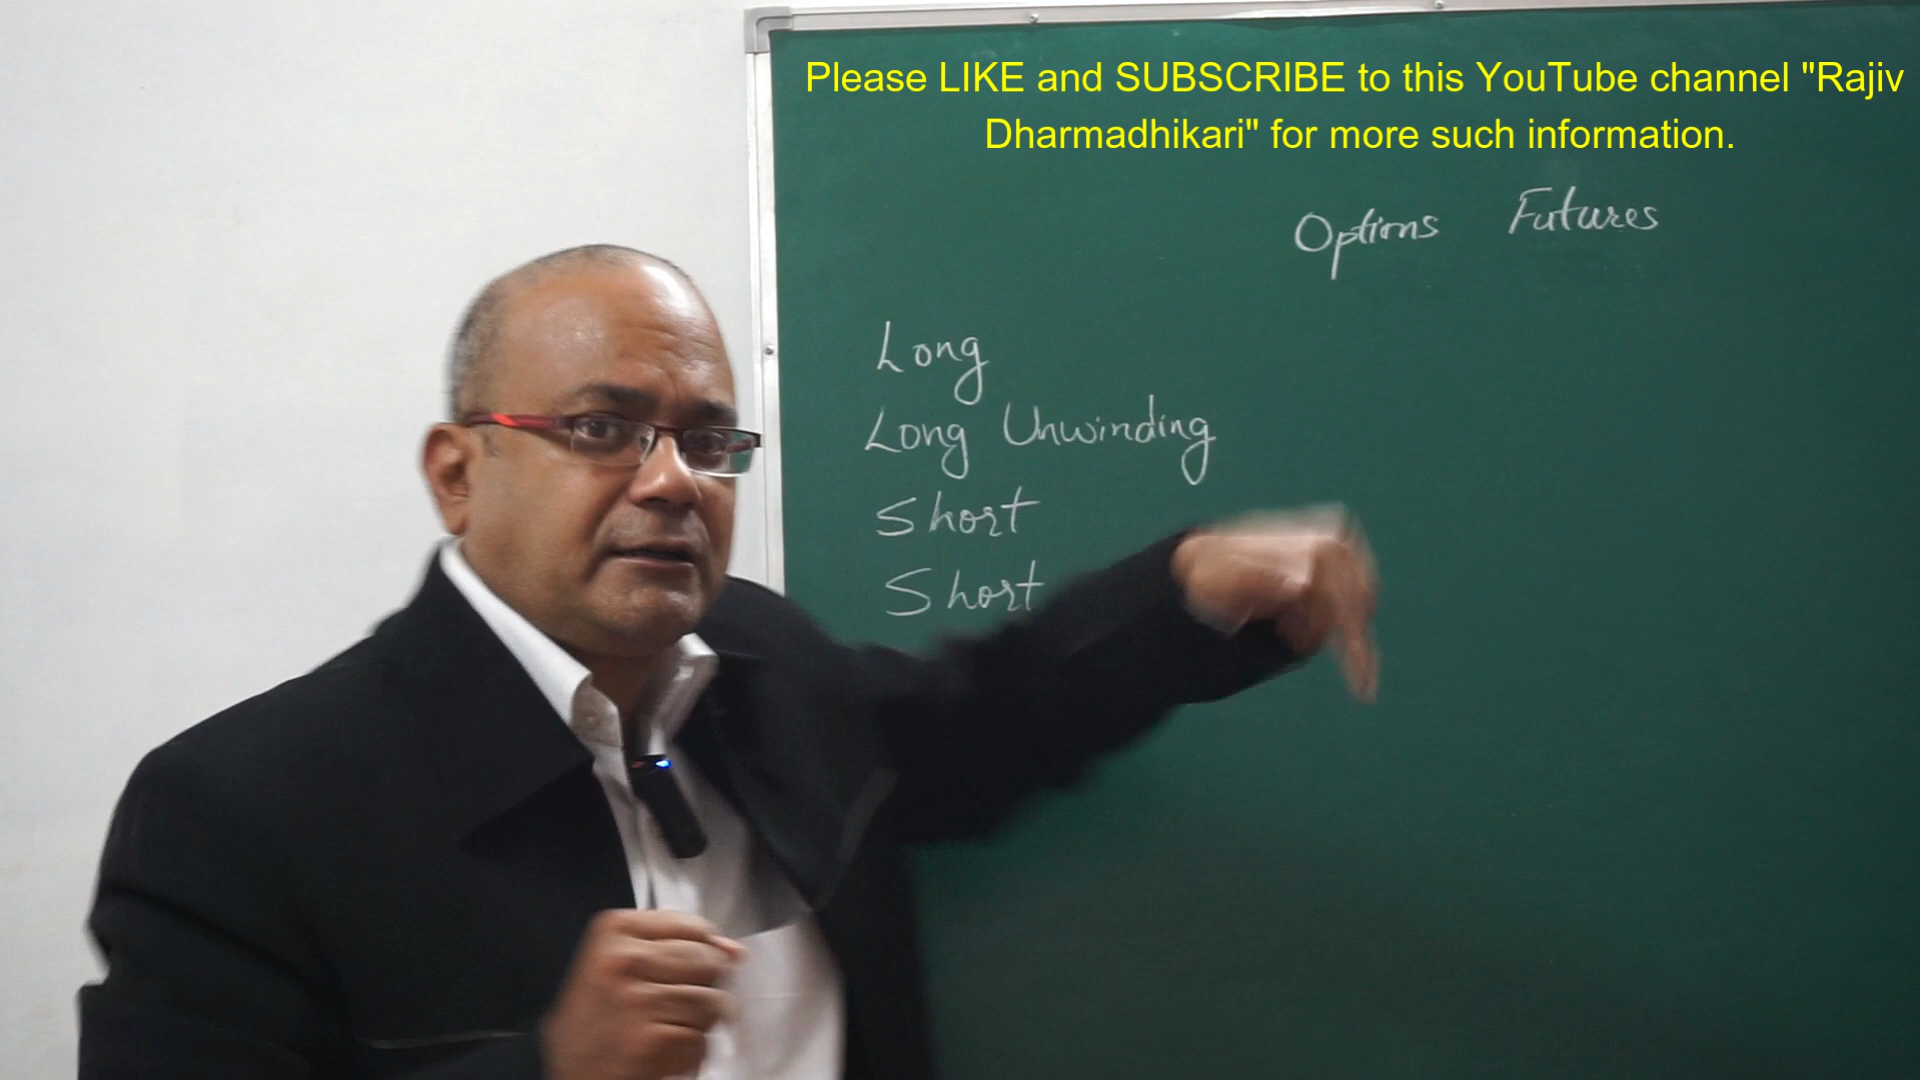 Please LIKE and SUBSCRIBE to this YouTube channel "Rajiv
Dharmadhikari" for more such information.
Options Futures
Long
Long Unwinding
Short
Short